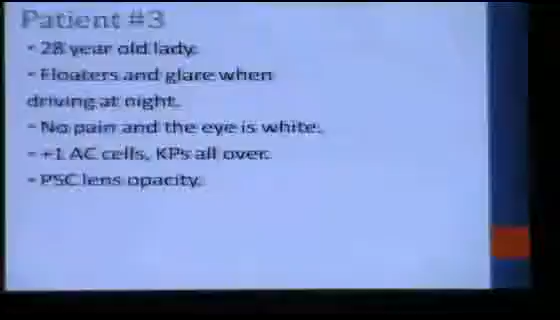 Patient #3
- 28 year old lady.
- Floaters and glare when
driving at night.
- No pain and the eye is white.
- +1 AC cells, KPs all over.
- PSC lens opacity.